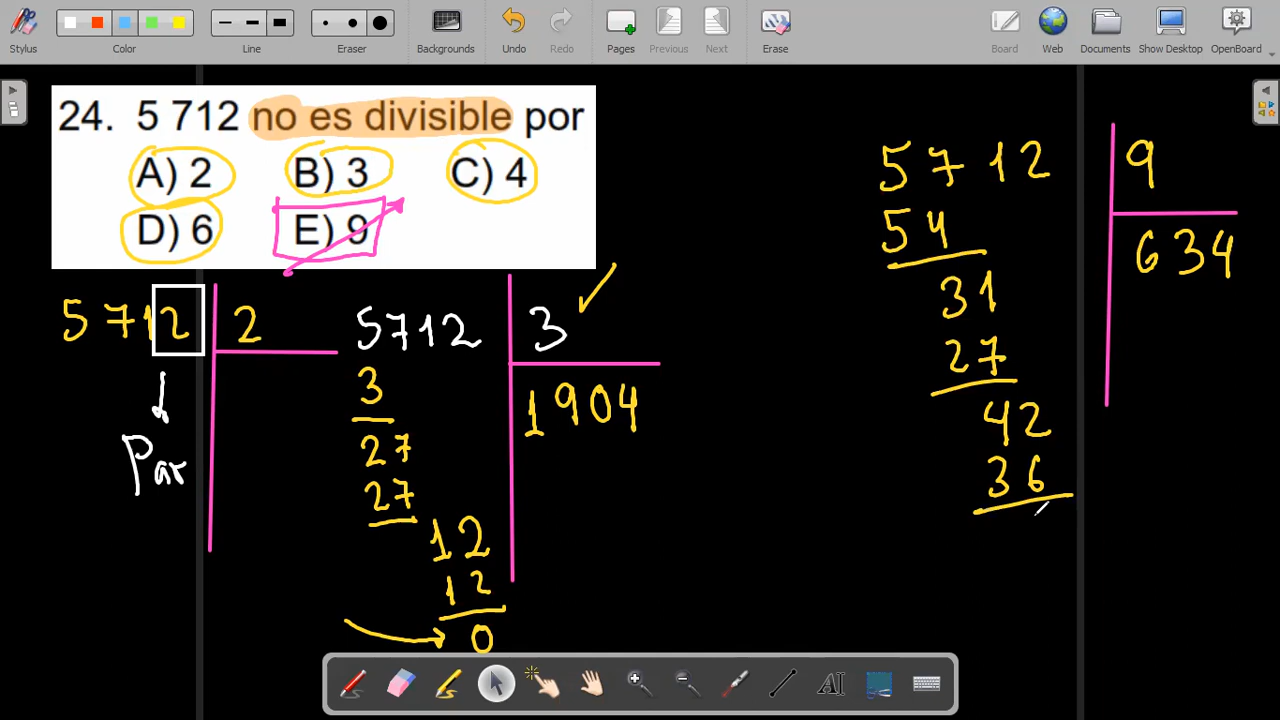 Stylus Color Line Eraser Backgrounds Undo Redo Pages Previous Next Erase Board Web Documents Show Desktop OpenBoard
24. 5 712 no es divisible por
A) 2 B) 3 C) 4
D) 6 E) 9
5712 2
Par
5712 3
3 1904
27
27
12
12
0
5712 9
54 634
31
27
42
36
AI